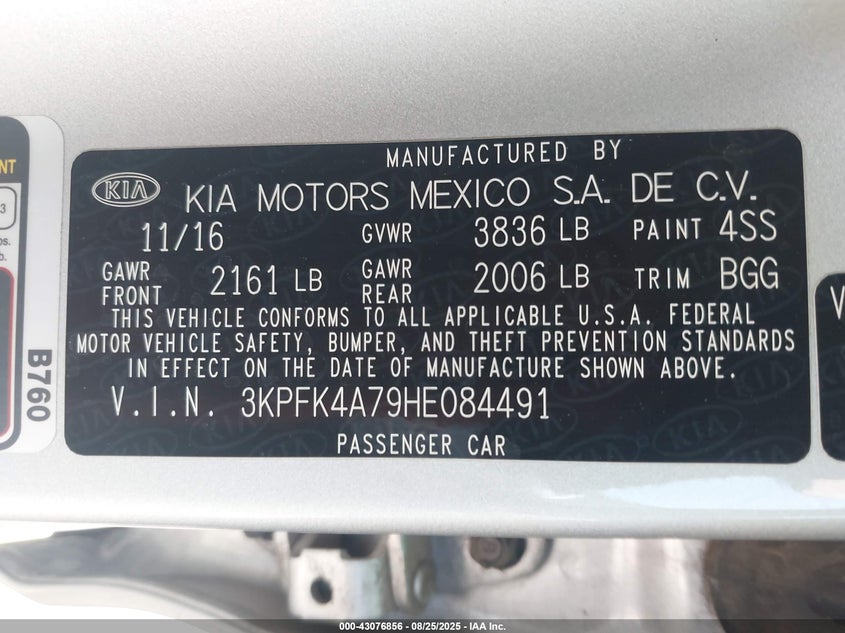 MANUFACTURED BY
KIA KIA MOTORS MEXICO S.A. DE C.V.
11/16 GVWR 3836 LB PAINT 4SS
GAWR FRONT 2161 LB GAWR REAR 2006 LB TRIM BGG
THIS VEHICLE CONFORMS TO ALL APPLICABLE U.S.A. FEDERAL
MOTOR VEHICLE SAFETY, BUMPER, AND THEFT PREVENTION STANDARDS
IN EFFECT ON THE DATE OF MANUFACTURE SHOWN ABOVE.
V.I.N. 3KPFK4A79HE084491
PASSENGER CAR
B760
NT
3
b.
V
000-43076856 - 08/25/2025 - IAA Inc.